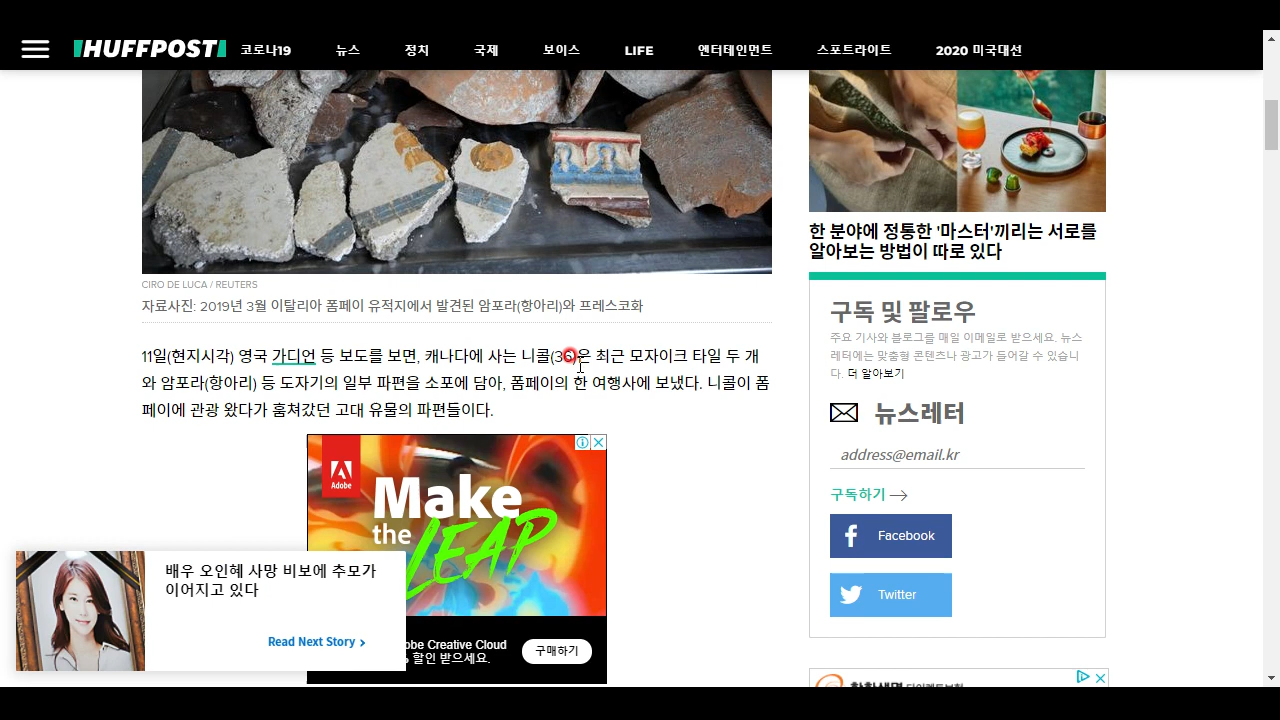 HUFFPOST
코로나19 뉴스 정치 국제 보이스 LIFE 엔터테인먼트 스포트라이트 2020 미국대선
CIRO DE LUCA / REUTERS
자료사진: 2019년 3월 이탈리아 폼페이 유적지에서 발견된 암포라(항아리)와 프레스코화
11일(현지시각) 영국 가디언 등 보도를 보면, 캐나다에 사는 니콜(36)은 최근 모자이크 타일 두 개
와 암포라(항아리) 등 도자기의 일부 파편을 소포에 담아, 폼페이의 한 여행사에 보냈다. 니콜이 폼
페이에 관광 왔다가 훔쳐갔던 고대 유물의 파편들이다.
Adobe
Make
the
LEAP
obe Creative Cloud
할인 받으세요.
구매하기
배우 오인혜 사망 비보에 추모가
이어지고 있다
Read Next Story
한 분야에 정통한 '마스터'끼리는 서로를
알아보는 방법이 따로 있다
구독 및 팔로우
주요 기사와 블로그를 매일 이메일로 받으세요. 뉴스
레터에는 맞춤형 콘텐츠나 광고가 들어갈 수 있습니
다. 더 알아보기
뉴스레터
address@email.kr
구독하기
Facebook
Twitter